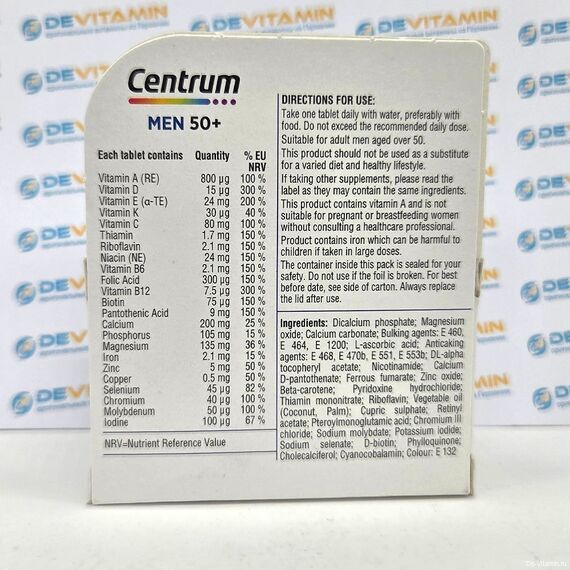 DEVITAMIN
Centrum
MEN 50+
Each tablet contains Quantity % EU
NRV
Vitamin A (RE) 800 µg 100 %
Vitamin D 15 µg 300 %
Vitamin E (α-TE) 24 mg 200 %
Vitamin K 30 µg 40 %
Vitamin C 80 mg 100 %
Thiamin 1.7 mg 150 %
Riboflavin 2.1 mg 150 %
Niacin (NE) 24 mg 150 %
Vitamin B6 2.1 mg 150 %
Folic Acid 300 µg 150 %
Vitamin B12 7.5 µg 300 %
Biotin 75 µg 150 %
Pantothenic Acid 9 mg 150 %
Calcium 200 mg 25 %
Phosphorus 105 mg 15 %
Magnesium 135 mg 36 %
Iron 2.1 mg 15 %
Zinc 5 mg 50 %
Copper 0.5 mg 50 %
Selenium 45 µg 82 %
Chromium 40 µg 100 %
Molybdenum 50 µg 100 %
Iodine 100 µg 67 %
NRV=Nutrient Reference Value
DIRECTIONS FOR USE:
Take one tablet daily with water, preferably with
food. Do not exceed the recommended daily dose.
Suitable for adult men aged over 50.
This product should not be used as a substitute
for a varied diet and healthy lifestyle.
If taking other supplements, please read the
label as they may contain the same ingredients.
This product contains vitamin A and is not
suitable for pregnant or breastfeeding women
without consulting a healthcare professional.
Product contains iron which can be harmful to
children if taken in large doses.
The container inside this pack is sealed for your
safety. Do not use if the foil is broken. For best
before date, see side of carton. Always replace
the lid after use.
Ingredients: Dicalcium phosphate; Magnesium
oxide; Calcium carbonate; Bulking agents: E 460,
E 464, E 1200; L-ascorbic acid; Anticaking
agents: E 468, E 470b, E 551, E 553b; DL-alpha
tocopheryl acetate; Nicotinamide; Calcium
D-pantothenate; Ferrous fumarate; Zinc oxide;
Beta-carotene; Pyridoxine hydrochloride;
Thiamin mononitrate; Riboflavin; Vegetable oil
(Coconut, Palm); Cupric sulphate; Retinyl
acetate; Pteroylmonoglutamic acid; Chromium III
chloride; Sodium molybdate; Potassium iodide;
Sodium selenate; D-biotin; Phylloquinone;
Cholecalciferol; Cyanocobalamin; Colour: E 132
De-Vitamin.ru